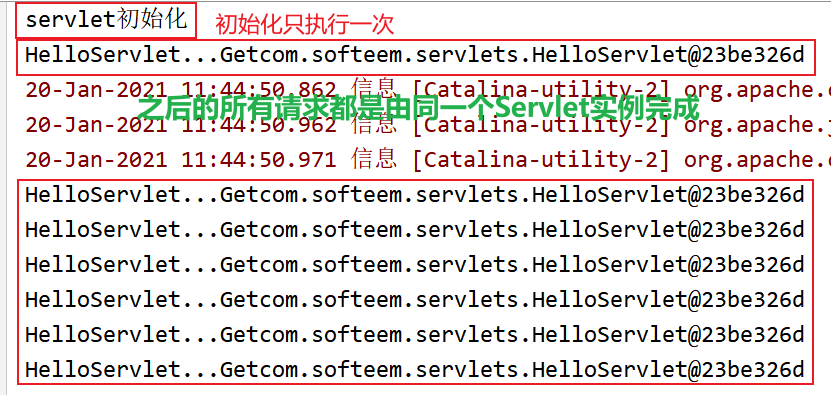 servlet初始化
初始化只执行一次
HelloServlet...Getcom.softeem.servlets.HelloServlet@23be326d
20-Jan-2021 11:44:50.862 信息 [Catalina-utility-2] org.apache.c
之后的所有请求都是由同一个Servlet实例完成
20-Jan-2021 11:44:50.962 信息 [Catalina-utility-2] org.apache.j
20-Jan-2021 11:44:50.971 信息 [Catalina-utility-2] org.apache.c
HelloServlet...Getcom.softeem.servlets.HelloServlet@23be326d
HelloServlet...Getcom.softeem.servlets.HelloServlet@23be326d
HelloServlet...Getcom.softeem.servlets.HelloServlet@23be326d
HelloServlet...Getcom.softeem.servlets.HelloServlet@23be326d
HelloServlet...Getcom.softeem.servlets.HelloServlet@23be326d
HelloServlet...Getcom.softeem.servlets.HelloServlet@23be326d